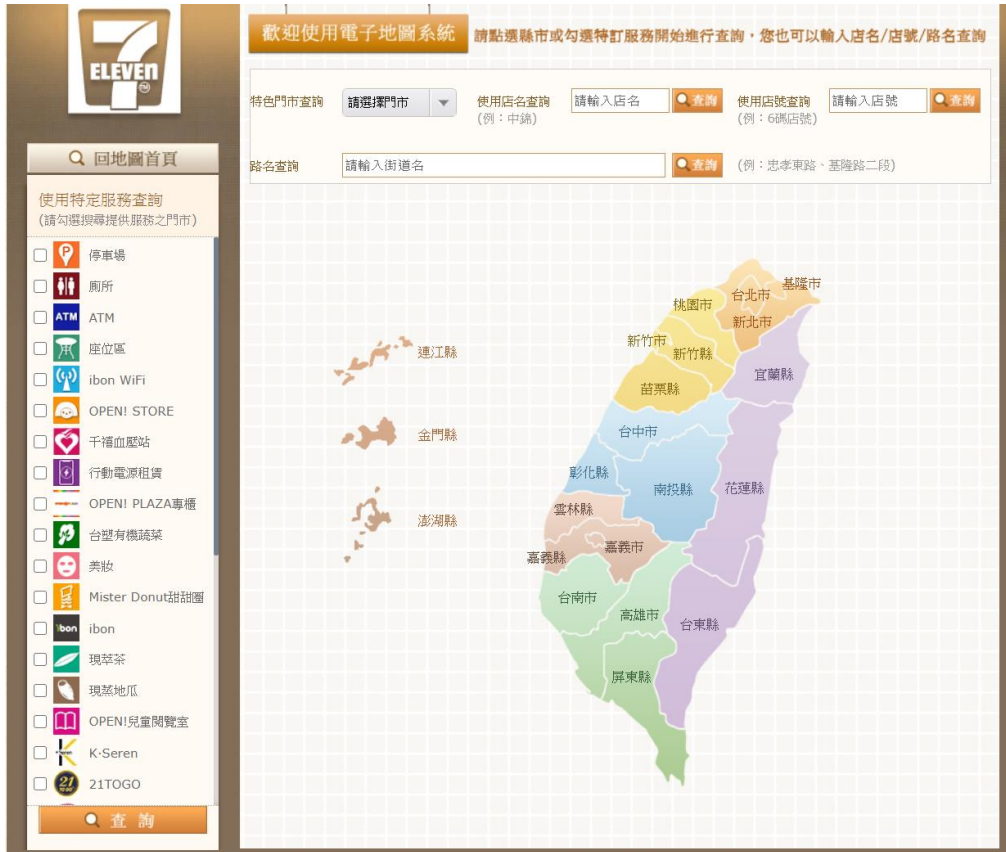 7
ELEVEN
®
歡迎使用電子地圖系統
請點選縣市或勾選特訂服務開始進行查詢，您也可以輸入店名/店號/路名查詢
特色門市查詢
請選擇門市
使用店名查詢
(例：中錦)
請輸入店名
查詢
使用店號查詢
(例：6碼店號)
請輸入店號
查詢
路名查詢
請輸入街道名
查詢
(例：忠孝東路、基隆路二段)
回地圖首頁
使用特定服務查詢
(請勾選搜尋提供服務之門市)
P
停車場
廁所
ATM
ATM
座位區
ibon WiFi
OPEN! STORE
千禧血壓站
行動電源租賃
OPEN! PLAZA專櫃
台塑有機蔬菜
美妝
Mister Donut甜甜圈
ibon
ibon
現萃茶
現蒸地瓜
OPEN!兒童閱覽室
K·Seren
21
21TOGO
查 詢
基隆市
台北市
桃園市
新北市
新竹市
新竹縣
連江縣
宜蘭縣
苗栗縣
台中市
金門縣
彰化縣
南投縣
花蓮縣
雲林縣
澎湖縣
嘉義市
嘉義縣
台南市
高雄市
台東縣
屏東縣